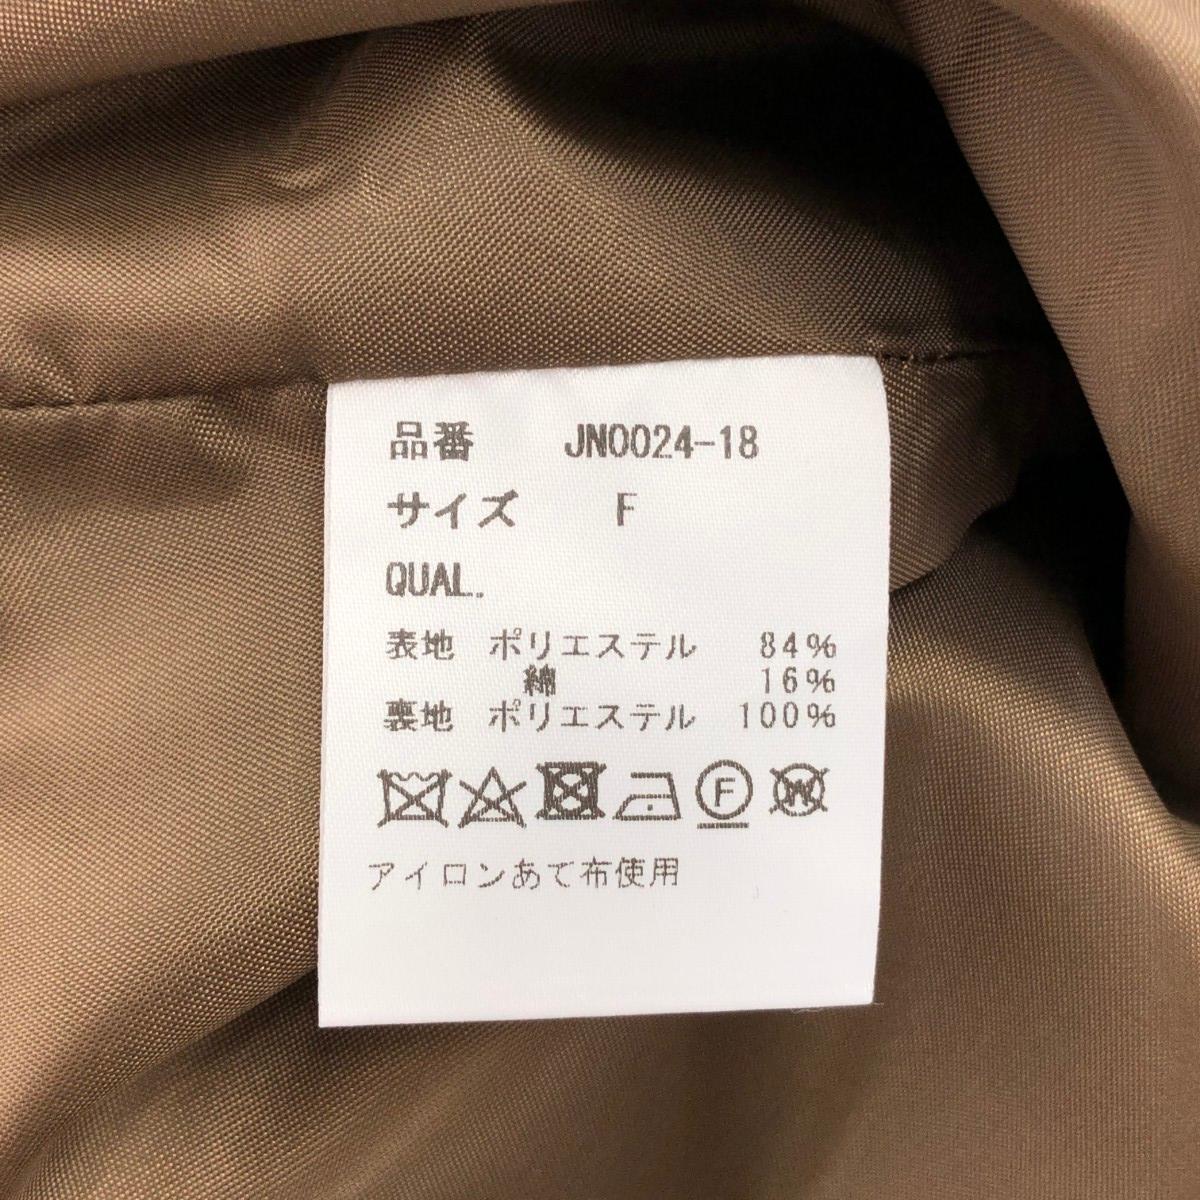 品番 JN0024-18
サイズ F
QUAL.
表地 ポリエステル 84%
綿 16%
裏地 ポリエステル 100%
F W
アイロンあて布使用